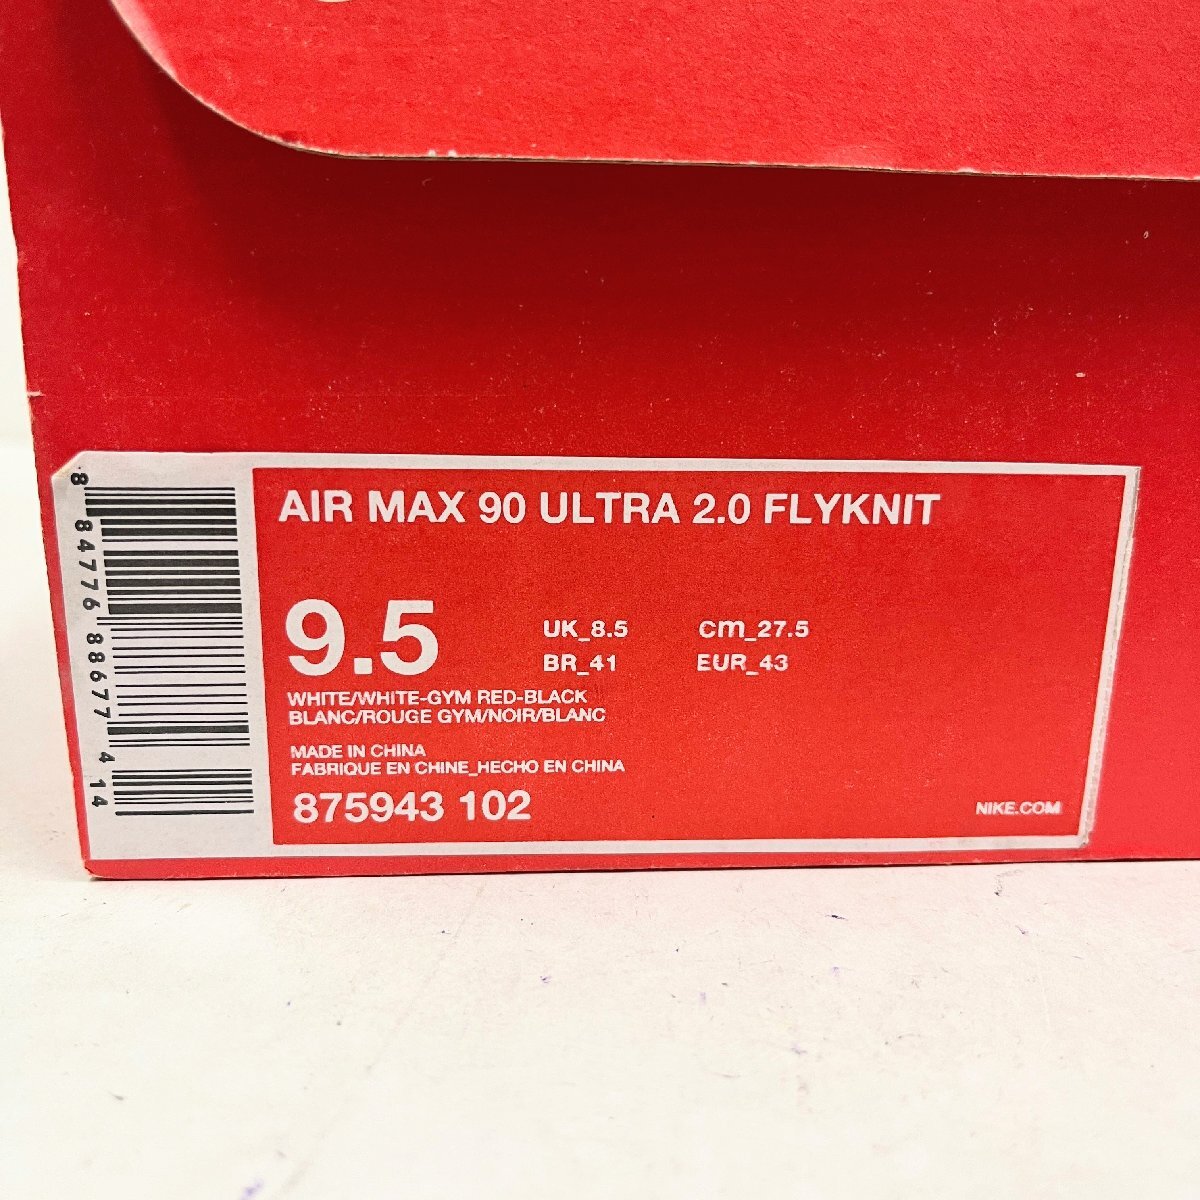 AIR MAX 90 ULTRA 2.0 FLYKNIT
9.5
UK_8.5 cm_27.5
BR_41 EUR_43
WHITE/WHITE-GYM RED-BLACK
BLANC/ROUGE GYM/NOIR/BLANC
MADE IN CHINA
FABRIQUE EN CHINE_HECHO EN CHINA
875943 102
NIKE.COM
8 84776 88677 4 14